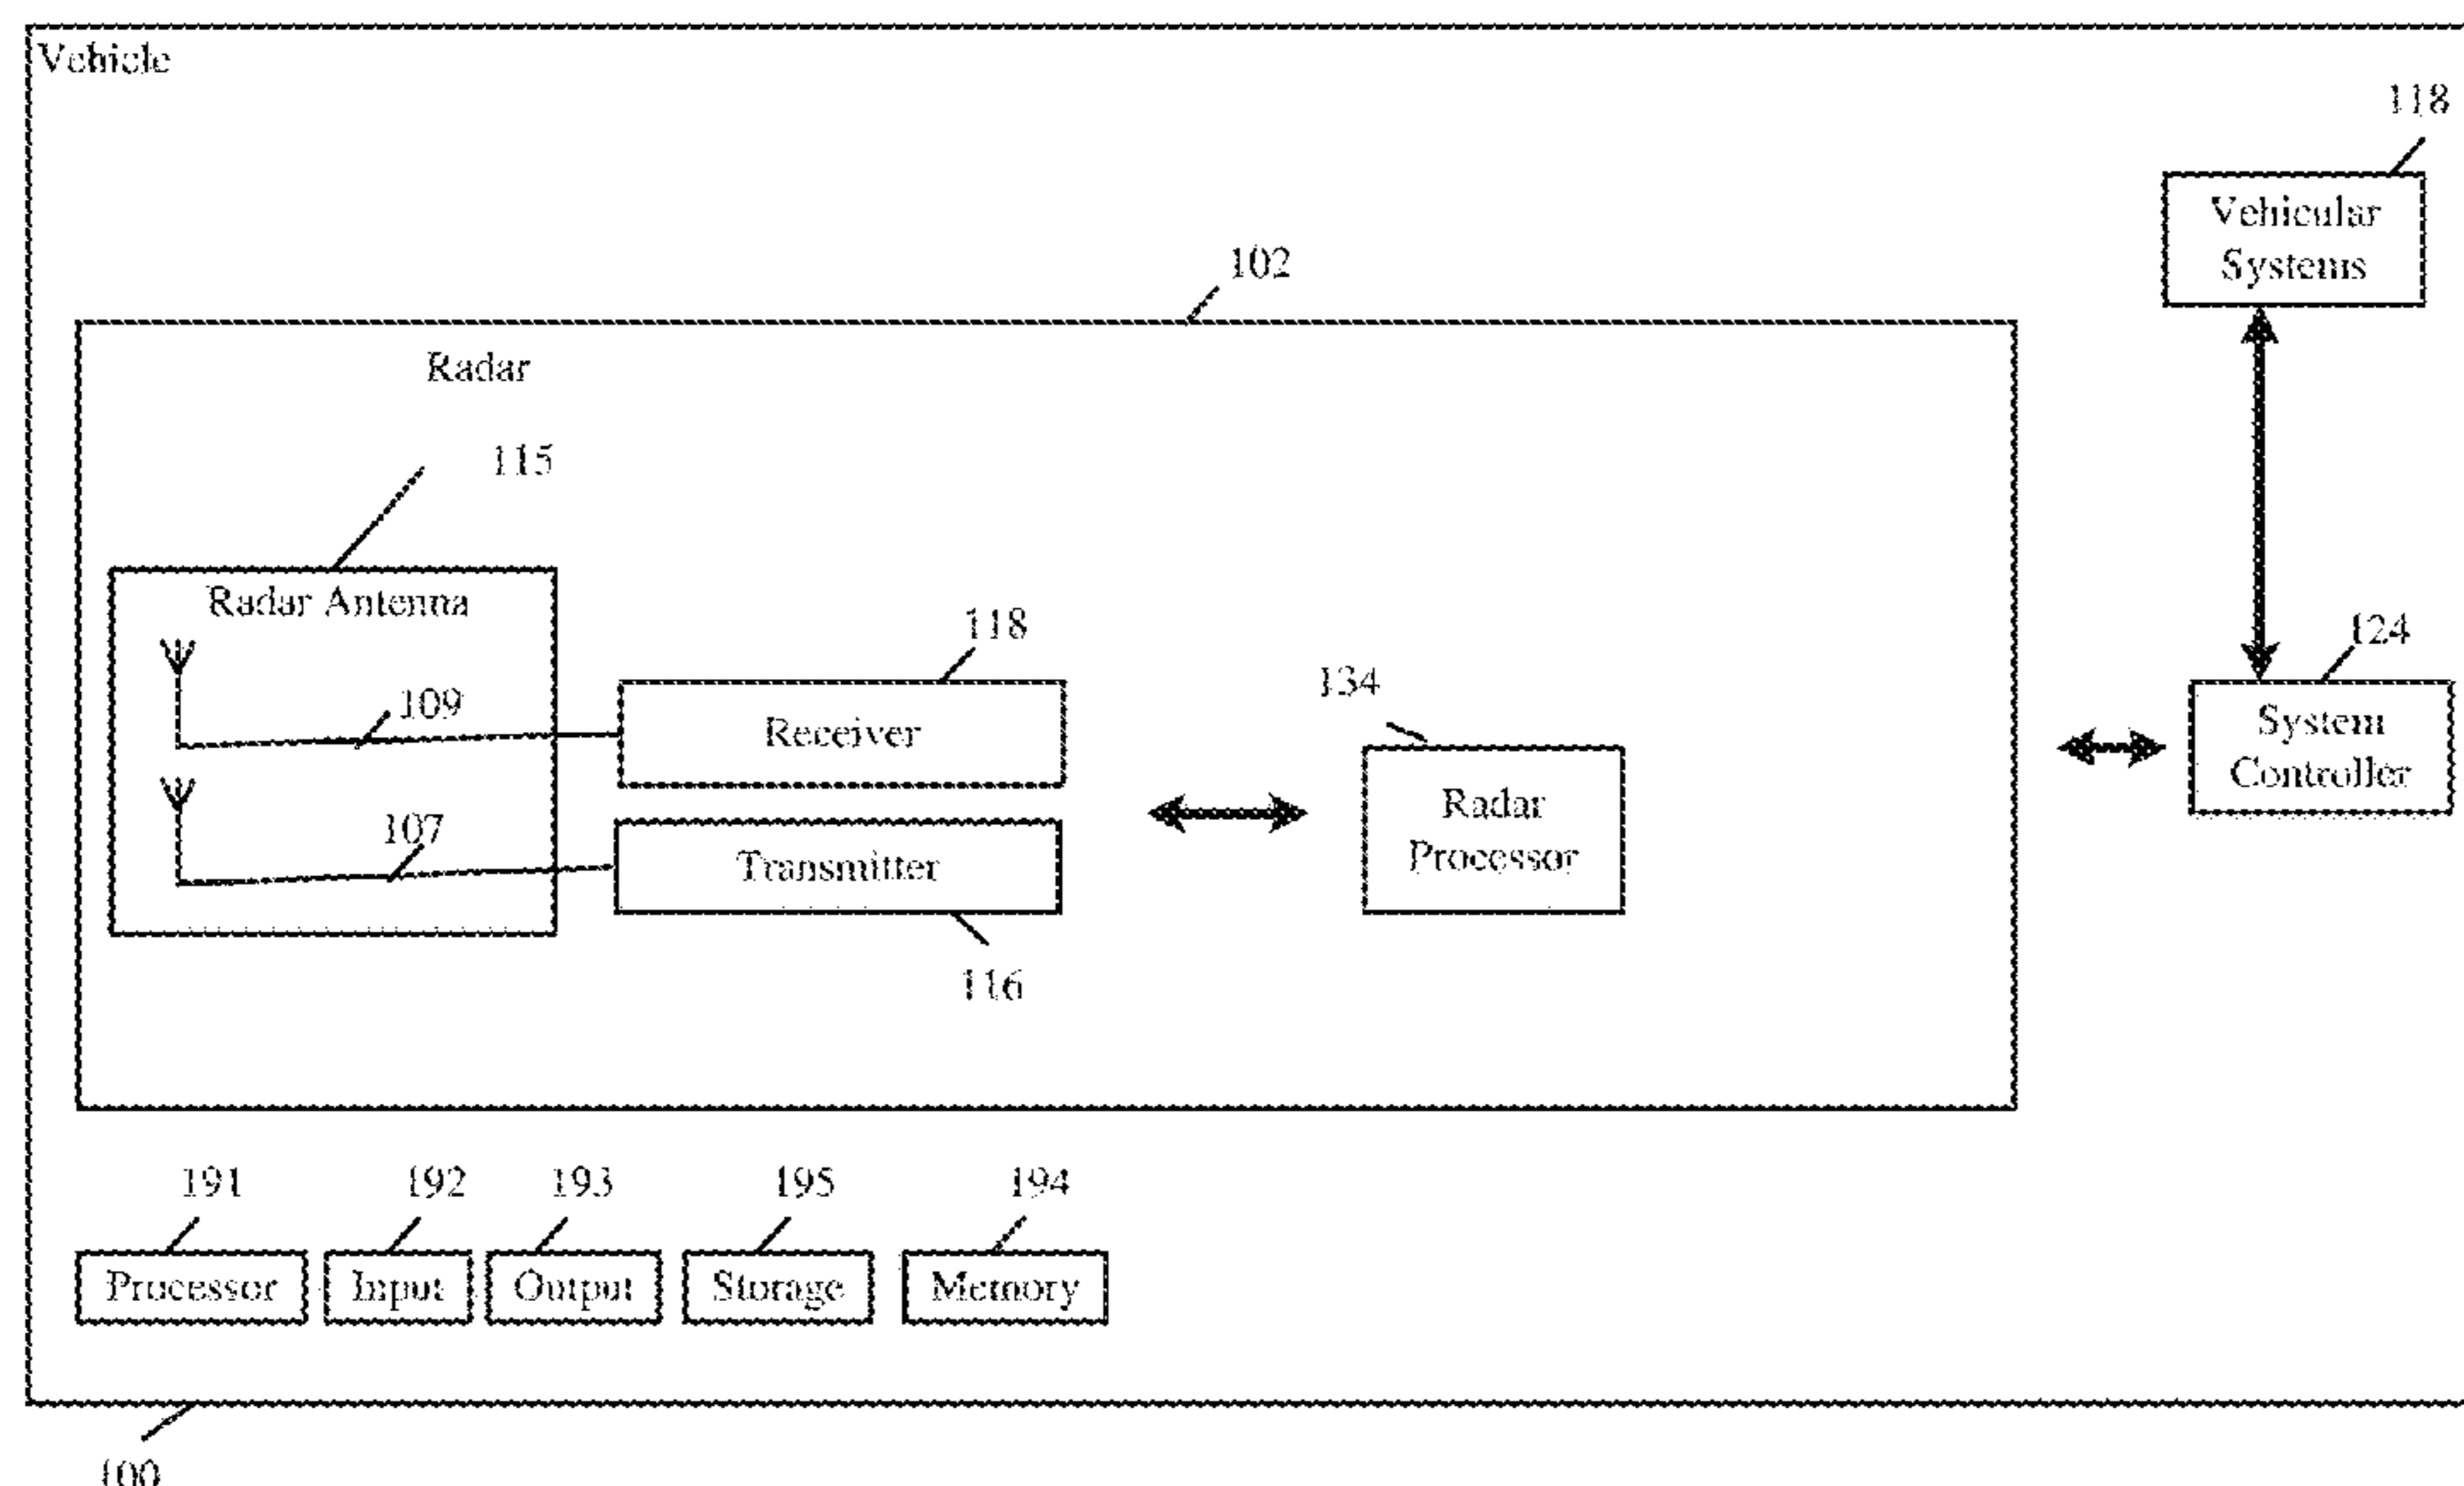 Vehicle
118
Vehicular
Systems
102
Radar
115
Radar Antenna
118
109
Receiver
134
124
System
Controller
107
Transmitter
Radar
Processor
116
191
192
193
195
194
Processor
Input
Output
Storage
Memory
100